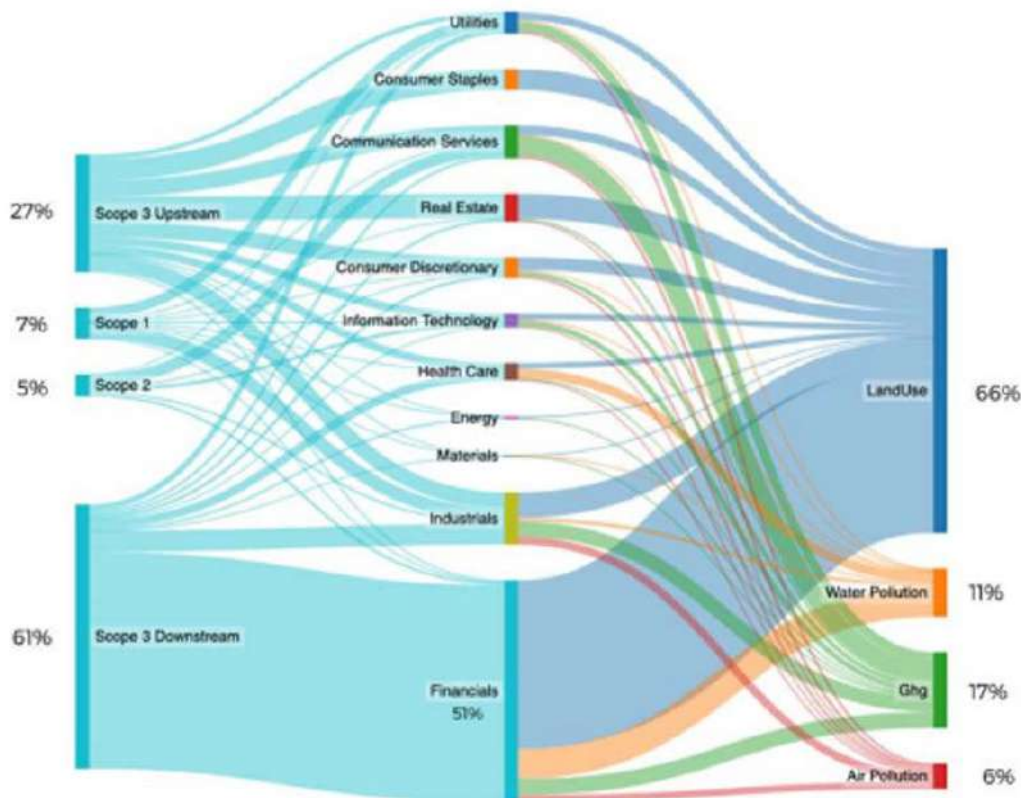 Utilities
Consumer Staples
Communication Services
Real Estate
Consumer Discretionary
Information Technology
Health Care
Energy
Materials
Industrials
Financials
51%
27%
Scope 3 Upstream
7%
Scope 1
5%
Scope 2
61%
Scope 3 Downstream
LandUse
66%
Water Pollution
11%
Ghg
17%
Air Pollution
6%